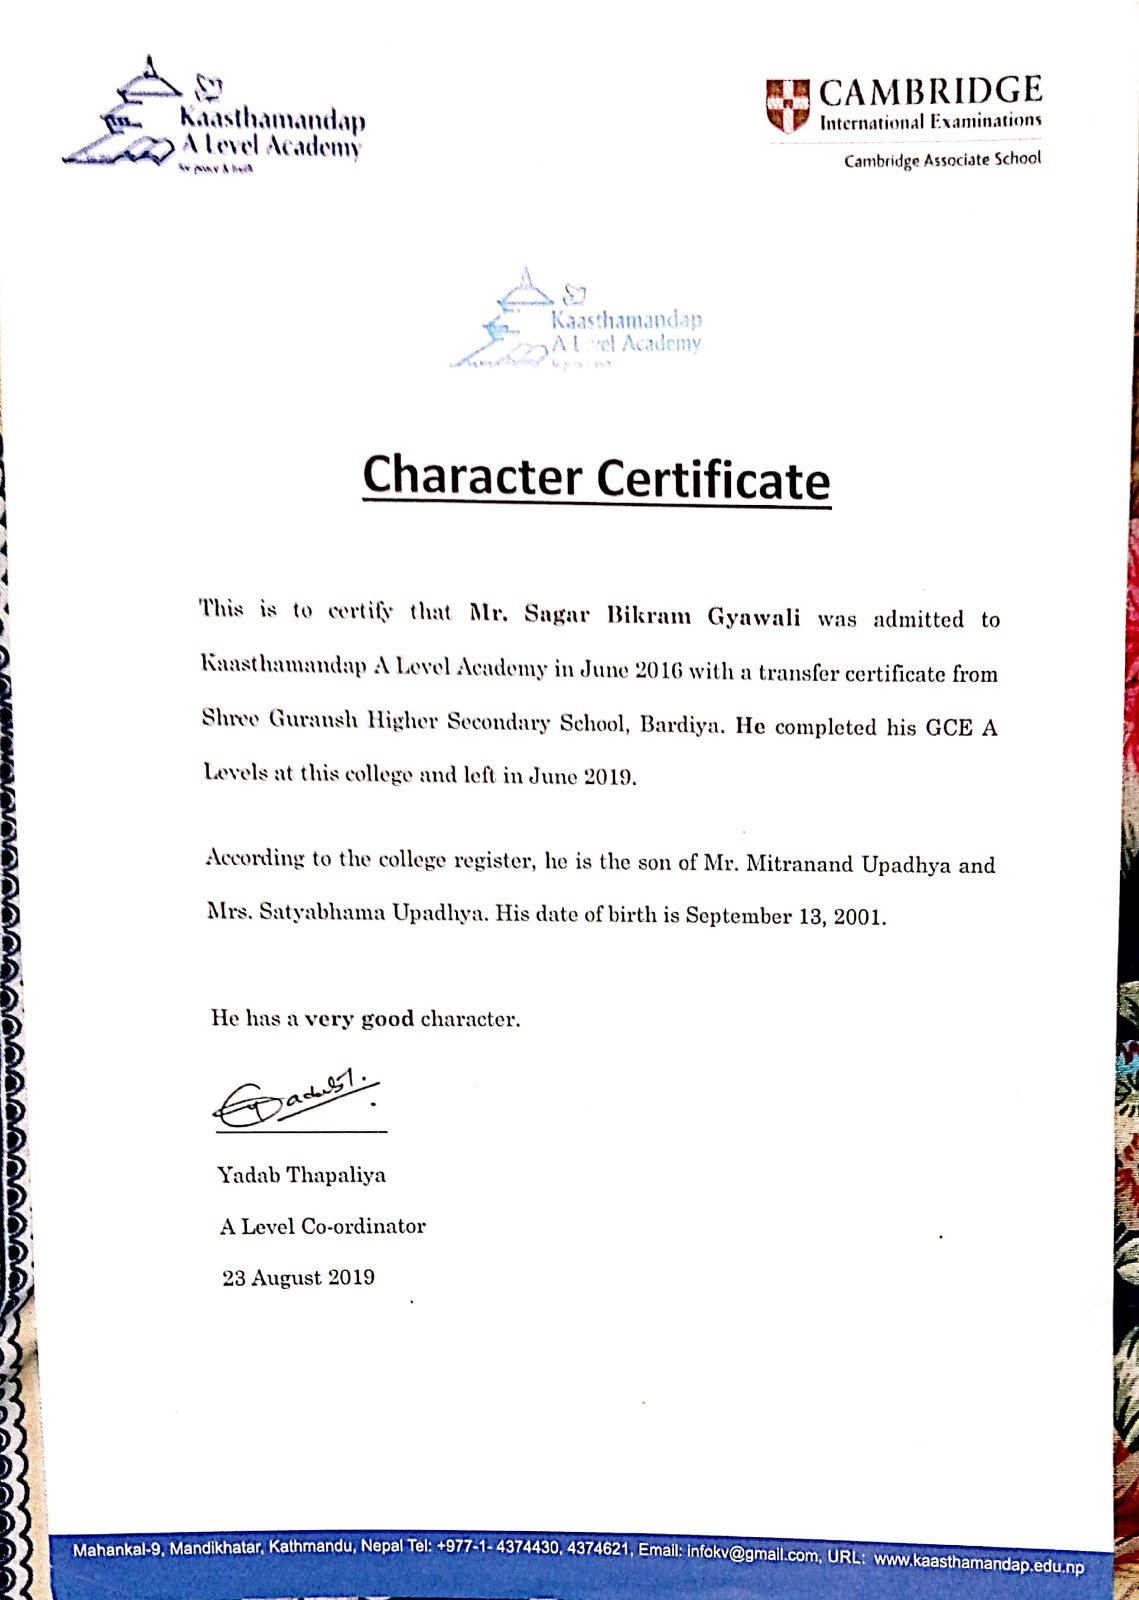 Kaasthamandap
A Level Academy
CAMBRIDGE
International Examinations
Cambridge Associate School
Kaasthamandap
A Level Academy
Character Certificate
This is to certify that Mr. Sagar Bikram Gyawali was admitted to
Kaasthamandap A Level Academy in June 2016 with a transfer certificate from
Shree Guransh Higher Secondary School, Bardiya. He completed his GCE A
Levels at this college and left in June 2019.
According to the college register, he is the son of Mr. Mitranand Upadhya and
Mrs. Satyabhama Upadhya. His date of birth is September 13, 2001.
He has a very good character.
Yadab Thapaliya
A Level Co-ordinator
23 August 2019
Mahankal-9, Mandikhatar, Kathmandu, Nepal Tel: +977-1- 4374430, 4374621, Email: infokv@gmail.com, URL: www.kaasthamandap.edu.np